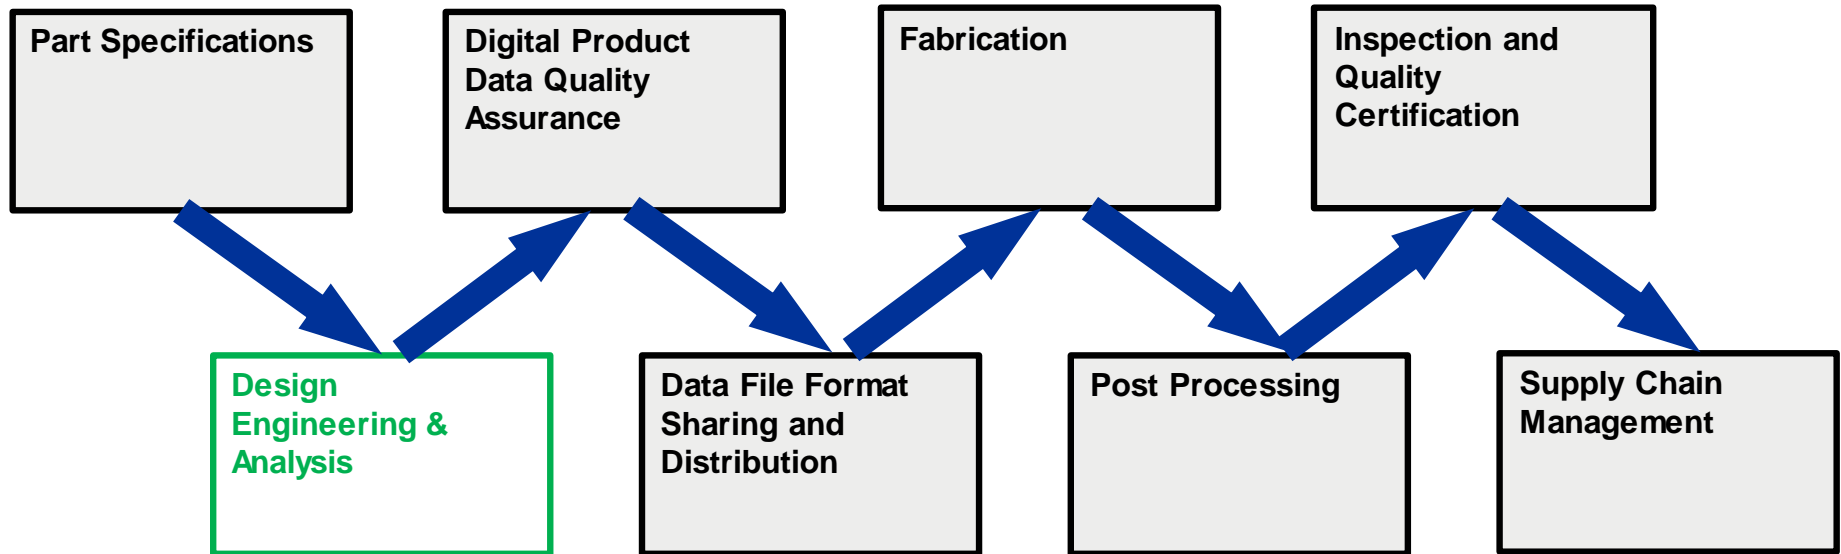 Part Specifications
Digital Product
Data Quality
Assurance
Fabrication
Inspection and
Quality
Certification
Design
Engineering &
Analysis
Data File Format
Sharing and
Distribution
Post Processing
Supply Chain
Management